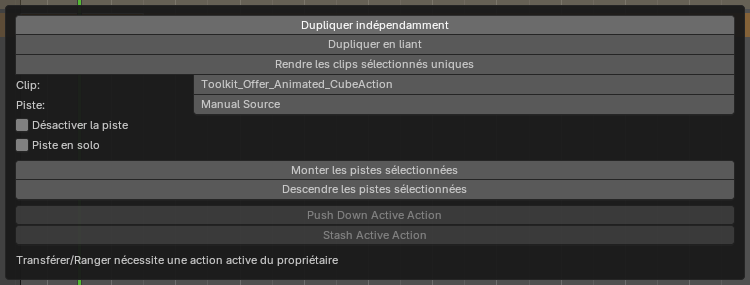 Dupliquer indépendamment
Dupliquer en liant
Rendre les clips sélectionnés uniques
Clip: Toolkit_Offer_Animated_CubeAction
Piste: Manual Source
Désactiver la piste
Piste en solo
Monter les pistes sélectionnées
Descendre les pistes sélectionnées
Push Down Active Action
Stash Active Action
Transférer/Ranger nécessite une action active du propriétaire